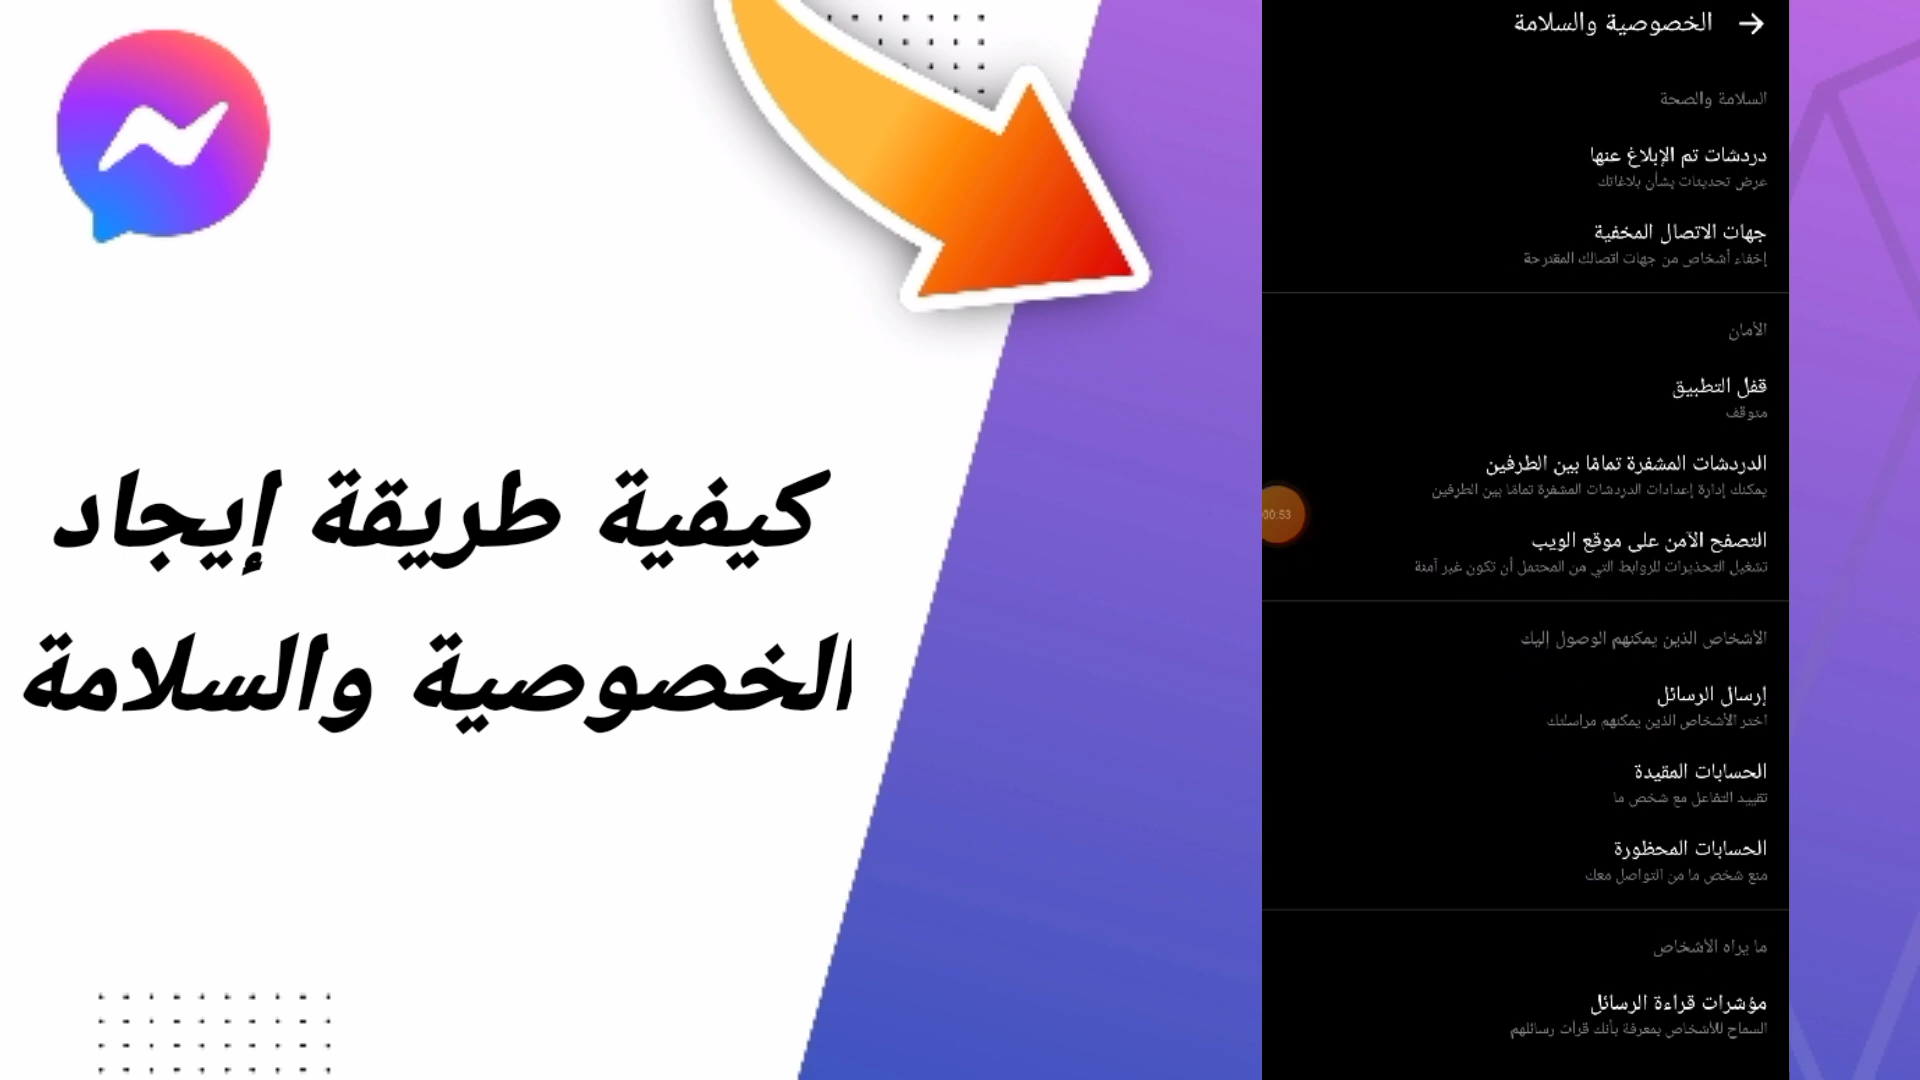 كيفية طريقة إيجاد
الخصوصية والسلامة
الخصوصية والسلامة
السلامة والصحة
دردشات تم الإبلاغ عنها
عرض تحديثات بشأن بلاغاتك
جهات الاتصال المخفية
إخفاء أشخاص من جهات اتصالك المقترحة
الأمان
قفل التطبيق
متوقف
الدردشات المشفرة تمامًا بين الطرفين
يمكنك إدارة إعدادات الدردشات المشفرة تمامًا بين الطرفين
00:53
التصفح الآمن على موقع الويب
تشغيل التحذيرات للروابط التي من المحتمل أن تكون غير آمنة
الأشخاص الذين يمكنهم الوصول إليك
إرسال الرسائل
اختر الأشخاص الذين يمكنهم مراسلتك
الحسابات المقيدة
تقييد التفاعل مع شخص ما
الحسابات المحظورة
منع شخص ما من التواصل معك
ما يراه الأشخاص
مؤشرات قراءة الرسائل
السماح للأشخاص بمعرفة بأنك قرأت رسائلهم